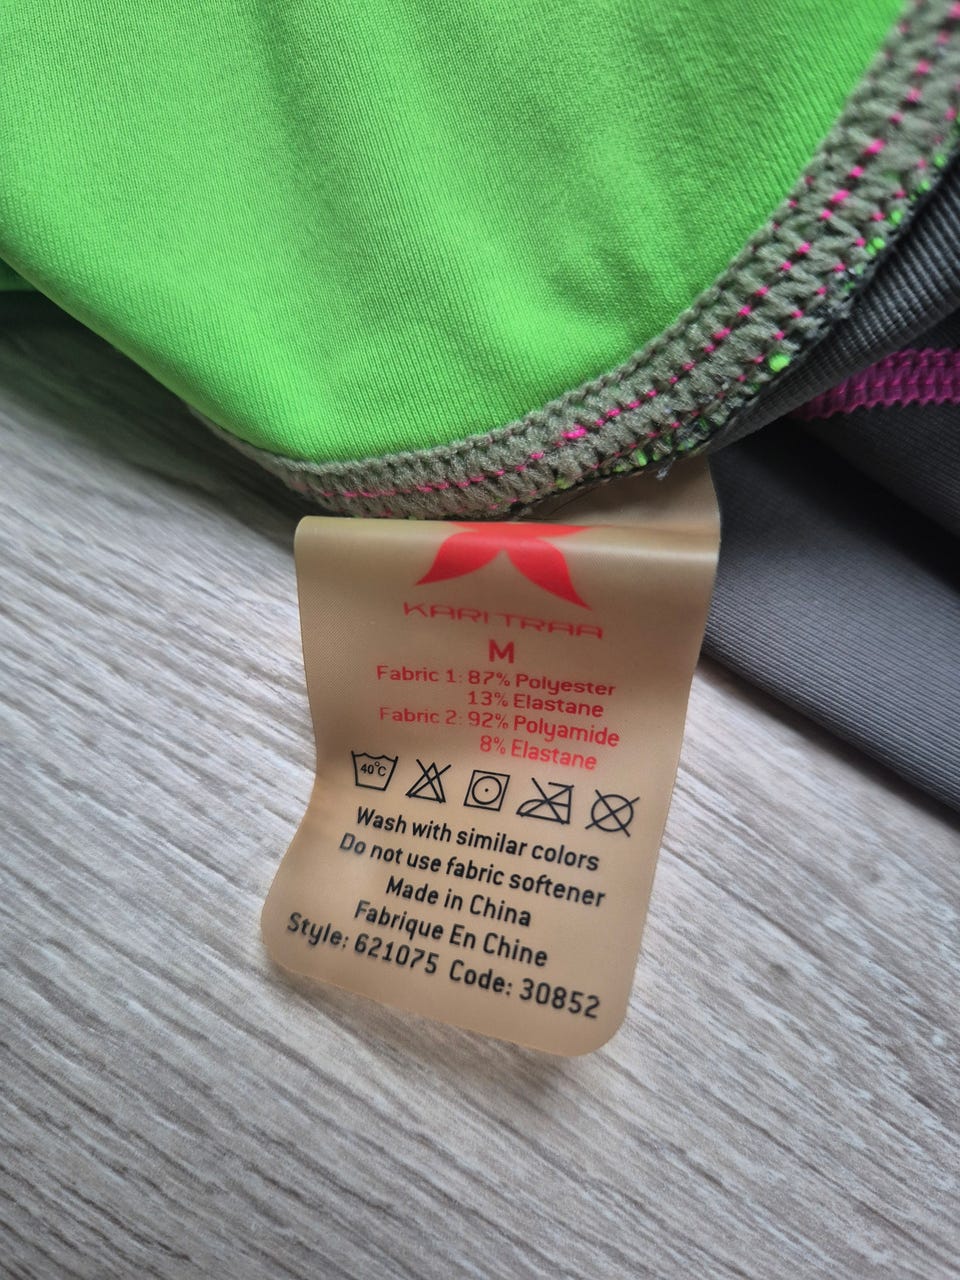 KARI TRAA
M
Fabric 1: 87% Polyester
13% Elastane
Fabric 2: 92% Polyamide
8% Elastane
40°C
Wash with similar colors
Do not use fabric softener
Made in China
Fabrique En Chine
Style: 621075 Code: 30852